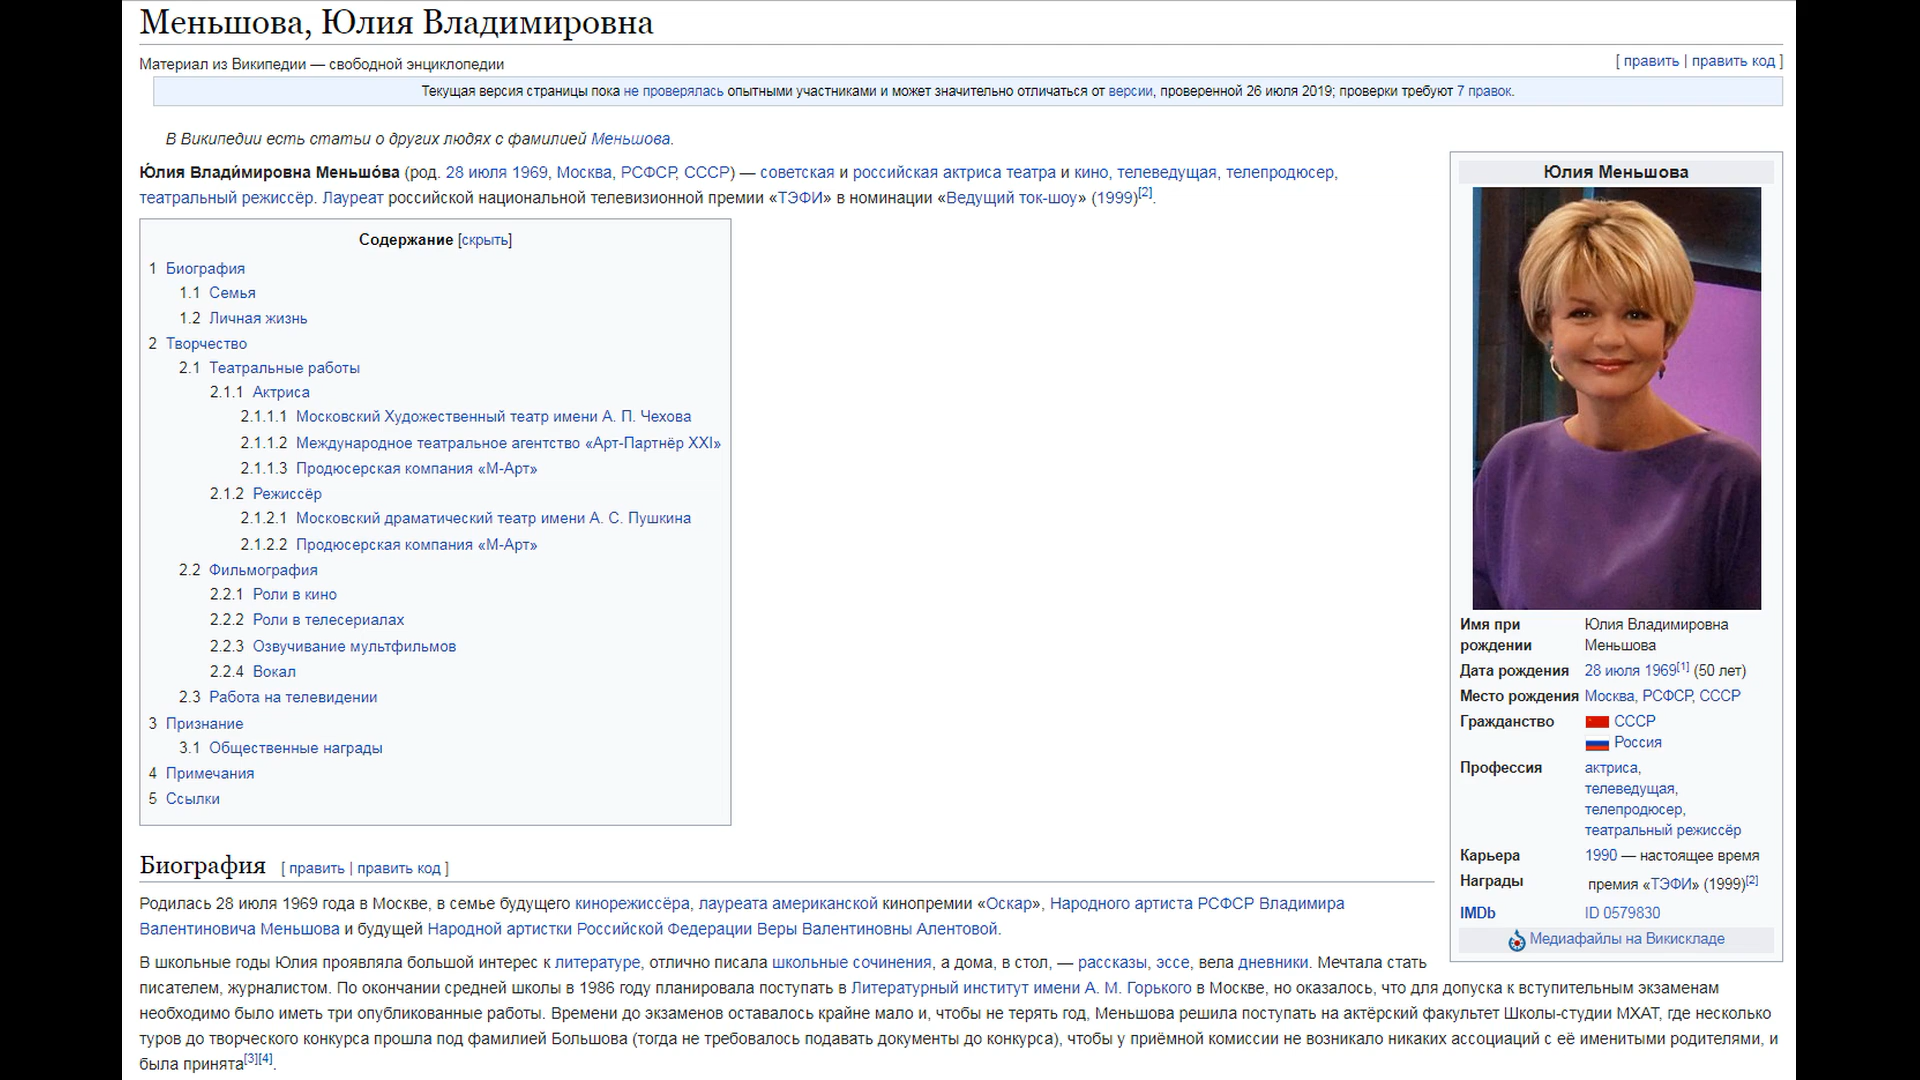 Меньшова, Юлия Владимировна
Материал из Википедии — свободной энциклопедии
[ править | править код ]
Текущая версия страницы пока не проверялась опытными участниками и может значительно отличаться от версии, проверенной 26 июля 2019; проверки требуют 7 правок.
В Википедии есть статьи о других людях с фамилией Меньшова.
Ю́лия Влади́мировна Меньшо́ва (род. 28 июля 1969, Москва, РСФСР, СССР) — советская и российская актриса театра и кино, телеведущая, телепродюсер,
театральный режиссёр. Лауреат российской национальной телевизионной премии «ТЭФИ» в номинации «Ведущий ток-шоу» (1999)[2].
Содержание [скрыть]
1 Биография
1.1 Семья
1.2 Личная жизнь
2 Творчество
2.1 Театральные работы
2.1.1 Актриса
2.1.1.1 Московский Художественный театр имени А. П. Чехова
2.1.1.2 Международное театральное агентство «Арт-Партнёр XXI»
2.1.1.3 Продюсерская компания «М-Арт»
2.1.2 Режиссёр
2.1.2.1 Московский драматический театр имени А. С. Пушкина
2.1.2.2 Продюсерская компания «М-Арт»
2.2 Фильмография
2.2.1 Роли в кино
2.2.2 Роли в телесериалах
2.2.3 Озвучивание мультфильмов
2.2.4 Вокал
2.3 Работа на телевидении
3 Признание
3.1 Общественные награды
4 Примечания
5 Ссылки
Юлия Меньшова
Имя при Юлия Владимировна
рождении Меньшова
Дата рождения 28 июля 1969[1] (50 лет)
Место рождения Москва, РСФСР, СССР
Гражданство СССР
Россия
Профессия актриса,
телеведущая,
телепродюсер,
театральный режиссёр
Карьера 1990 — настоящее время
Награды премия «ТЭФИ» (1999)[2]
IMDb ID 0579830
Медиафайлы на Викискладе
Биография [ править | править код ]
Родилась 28 июля 1969 года в Москве, в семье будущего кинорежиссёра, лауреата американской кинопремии «Оскар», Народного артиста РСФСР Владимира
Валентиновича Меньшова и будущей Народной артистки Российской Федерации Веры Валентиновны Алентовой.
В школьные годы Юлия проявляла большой интерес к литературе, отлично писала школьные сочинения, а дома, в стол, — рассказы, эссе, вела дневники. Мечтала стать
писателем, журналистом. По окончании средней школы в 1986 году планировала поступать в Литературный институт имени А. М. Горького в Москве, но оказалось, что для допуска к вступительным экзаменам
необходимо было иметь три опубликованные работы. Времени до экзаменов оставалось крайне мало и, чтобы не терять год, Меньшова решила поступать на актёрский факультет Школы-студии МХАТ, где несколько
туров до творческого конкурса прошла под фамилией Большова (тогда не требовалось подавать документы до конкурса), чтобы у приёмной комиссии не возникало никаких ассоциаций с её именитыми родителями, и
была принята[3][4].